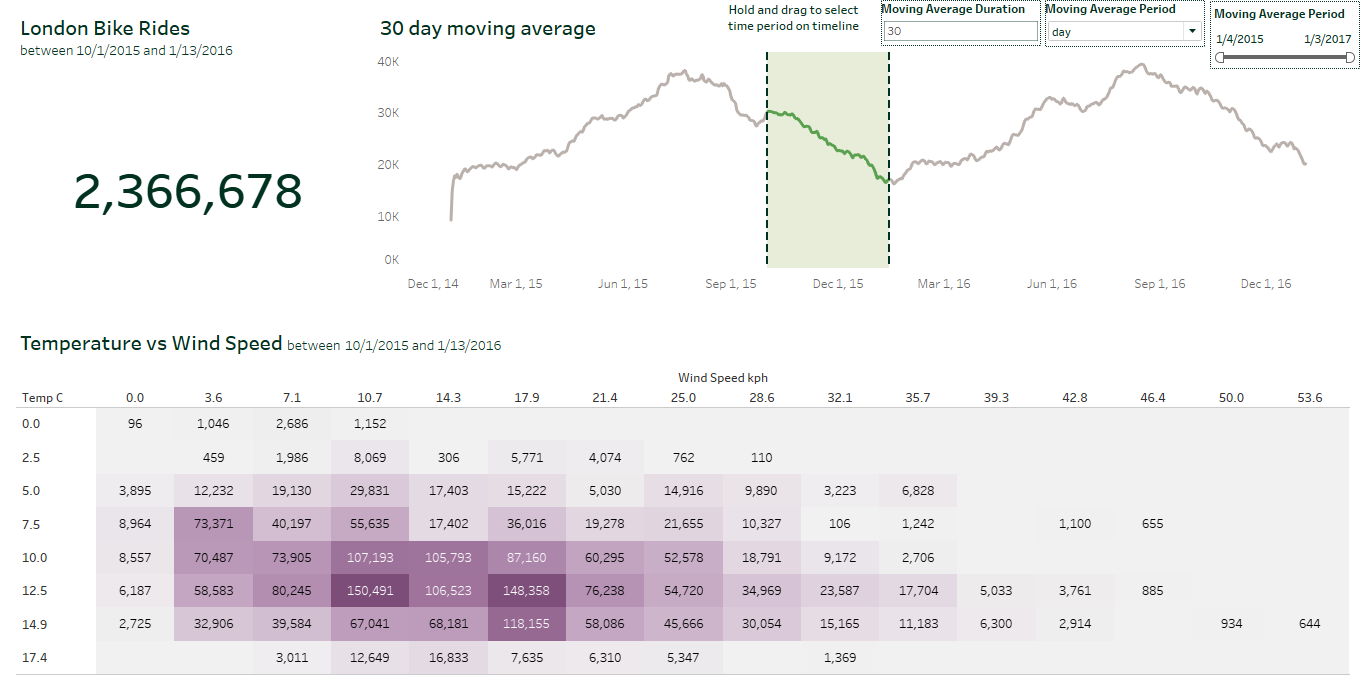 London Bike Rides
between 10/1/2015 and 1/13/2016
2,366,678
30 day moving average
Hold and drag to select
time period on timeline
Moving Average Duration
30
Moving Average Period
day
Moving Average Period
1/4/2015 1/3/2017
40K
30K
20K
10K
0K
Dec 1, 14 Mar 1, 15 Jun 1, 15 Sep 1, 15 Dec 1, 15 Mar 1, 16 Jun 1, 16 Sep 1, 16 Dec 1, 16
Temperature vs Wind Speed between 10/1/2015 and 1/13/2016
Wind Speed kph
Temp C 0.0 3.6 7.1 10.7 14.3 17.9 21.4 25.0 28.6 32.1 35.7 39.3 42.8 46.4 50.0 53.6
0.0 96 1,046 2,686 1,152
2.5 459 1,986 8,069 306 5,771 4,074 762 110
5.0 3,895 12,232 19,130 29,831 17,403 15,222 5,030 14,916 9,890 3,223 6,828
7.5 8,964 73,371 40,197 55,635 17,402 36,016 19,278 21,655 10,327 106 1,242 1,100 655
10.0 8,557 70,487 73,905 107,193 105,793 87,160 60,295 52,578 18,791 9,172 2,706
12.5 6,187 58,583 80,245 150,491 106,523 148,358 76,238 54,720 34,969 23,587 17,704 5,033 3,761 885
14.9 2,725 32,906 39,584 67,041 68,181 118,155 58,086 45,666 30,054 15,165 11,183 6,300 2,914 934 644
17.4 3,011 12,649 16,833 7,635 6,310 5,347 1,369